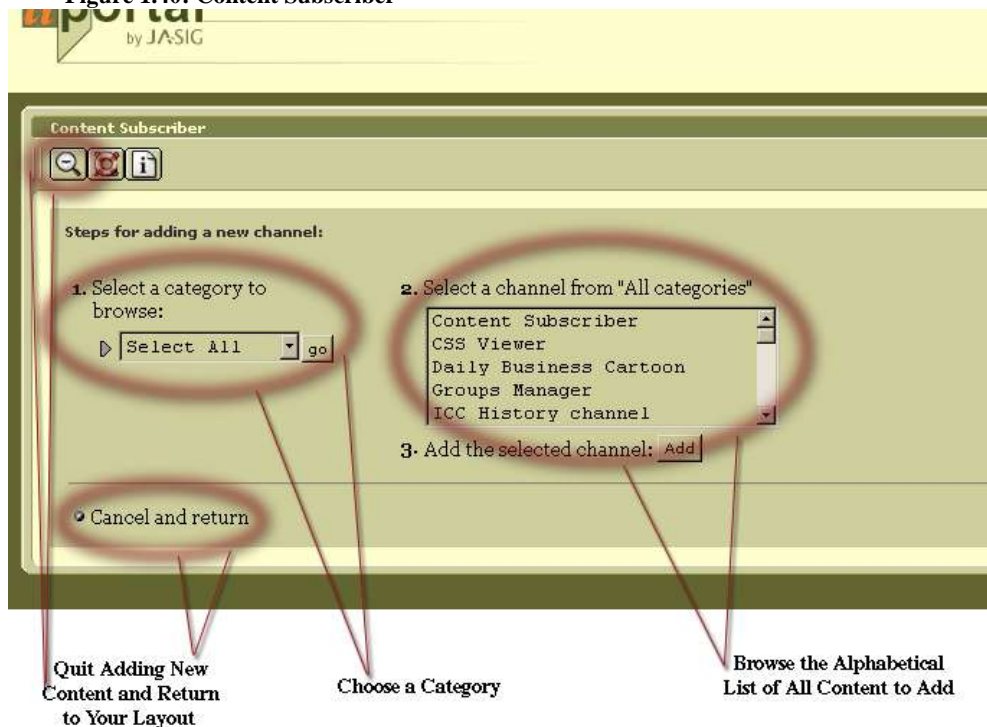 Figure 1.40: Content Subscriber
uportal
by JA-SIG
Content Subscriber
Steps for adding a new channel:
1. Select a category to
browse:
Select All
go
2. Select a channel from "All categories"
Content Subscriber
CSS Viewer
Daily Business Cartoon
Groups Manager
ICC History channel
3. Add the selected channel: Add
Cancel and return
Quit Adding New
Content and Return
to Your Layout
Choose a Category
Browse the Alphabetical
List of All Content to Add